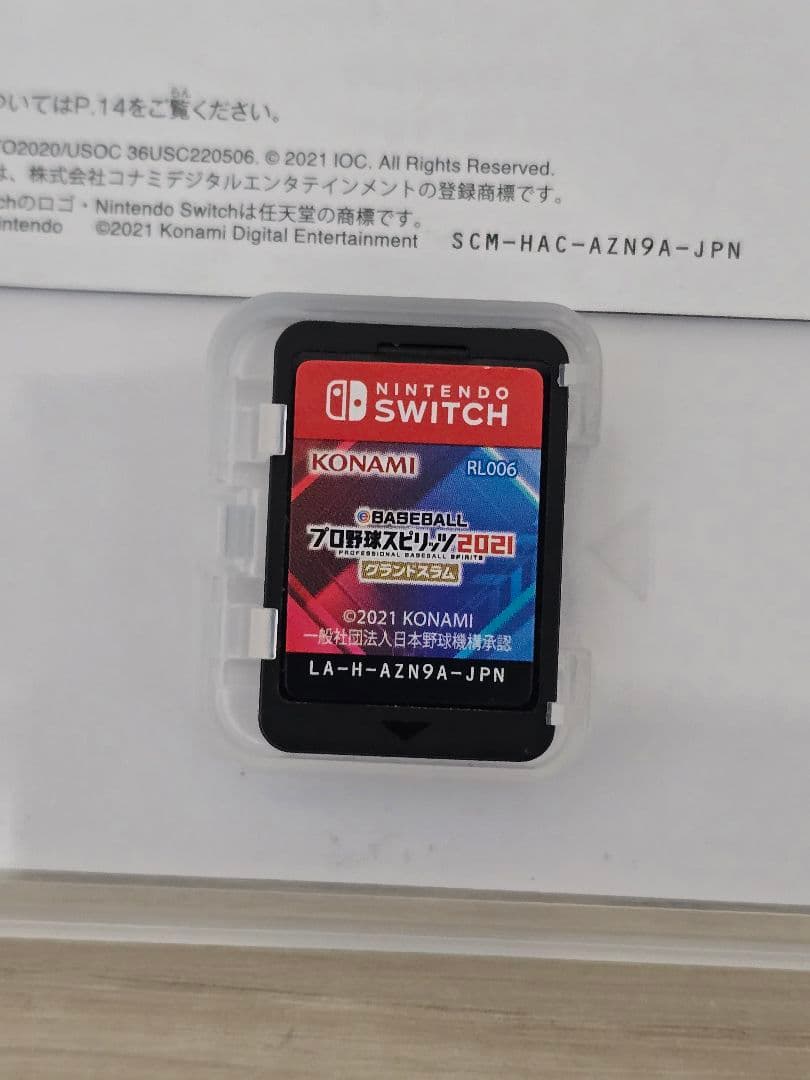 いてはP.14をご覧ください。
らん
O2020/USOC 36USC220506. © 2021 IOC. All Rights Reserved.
は、株式会社コナミデジタルエンタテインメントの登録商標です。
chのロゴ・Nintendo Switchは任天堂の商標です。
intendo ©2021 Konami Digital Entertainment SCM-HAC-AZN9A-JPN
NINTENDO
SWITCH
KONAMI RL006
eBASEBALL
プロ野球スピリッツ2021
PROFESSIONAL BASEBALL SPIRITS
グランドスラム
©2021 KONAMI
一般社団法人日本野球機構承認
LA-H-AZN9A-JPN